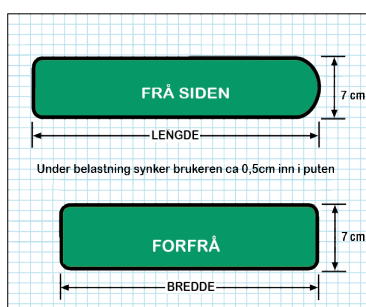 FRÅ SIDEN
7 cm
LENGDE
Under belastning synker brukeren ca 0,5cm inn i puten
FORFRÅ
7 cm
BREDDE